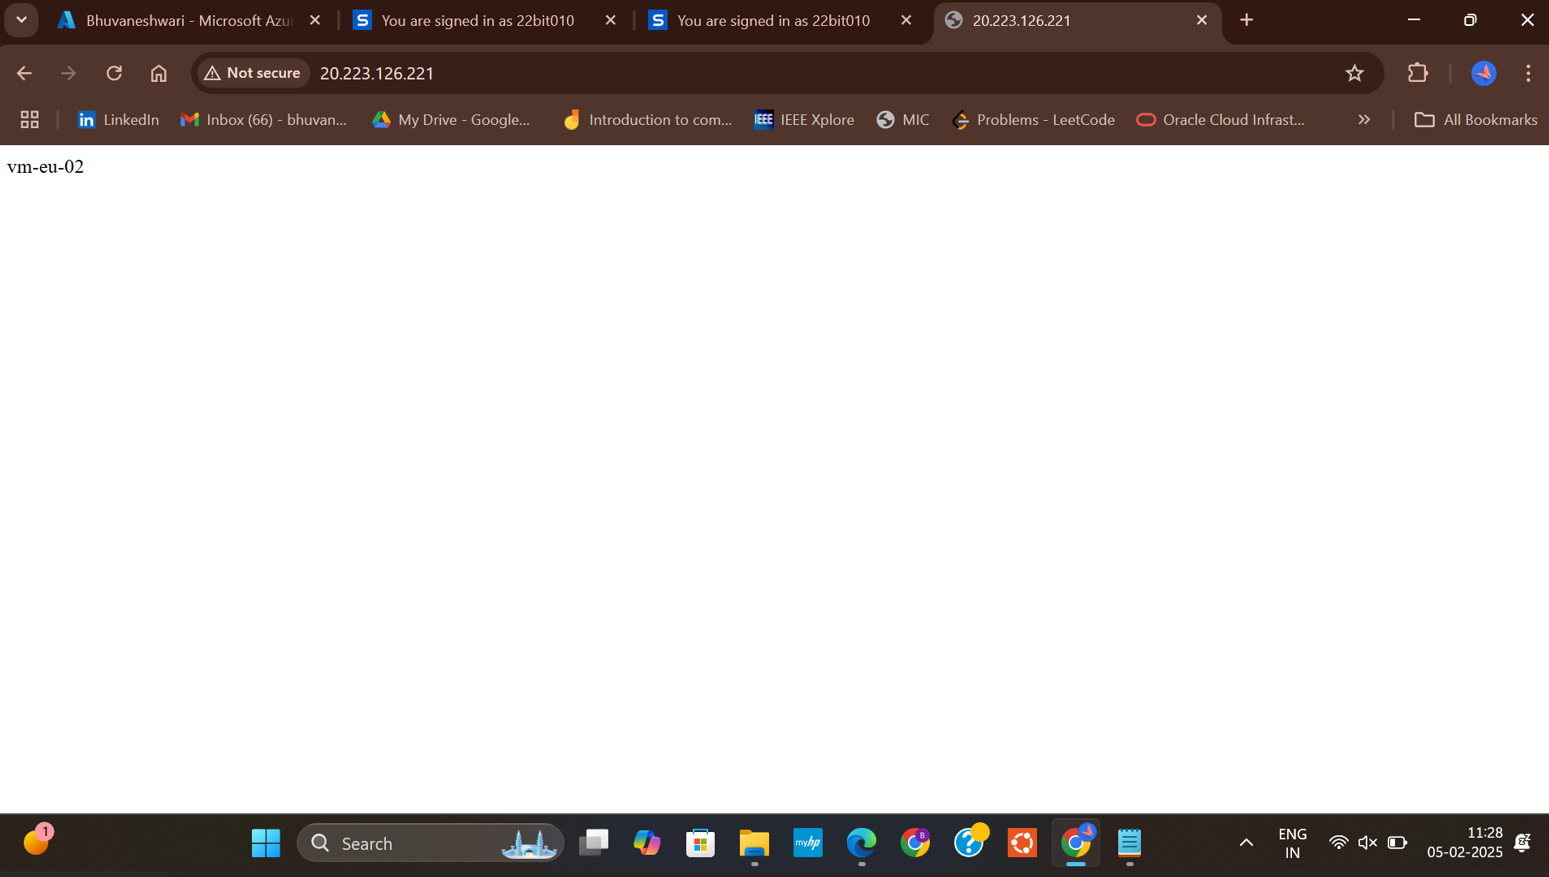 Bhuvaneshwari - Microsoft Azu
You are signed in as 22bit010
You are signed in as 22bit010
20.223.126.221
Not secure
20.223.126.221
LinkedIn
Inbox (66) - bhuvan...
My Drive - Google...
Introduction to com...
IEEE
IEEE Xplore
MIC
Problems - LeetCode
Oracle Cloud Infrast...
All Bookmarks
vm-eu-02
1
Search
myhp
B
ENG
IN
11:28
05-02-2025